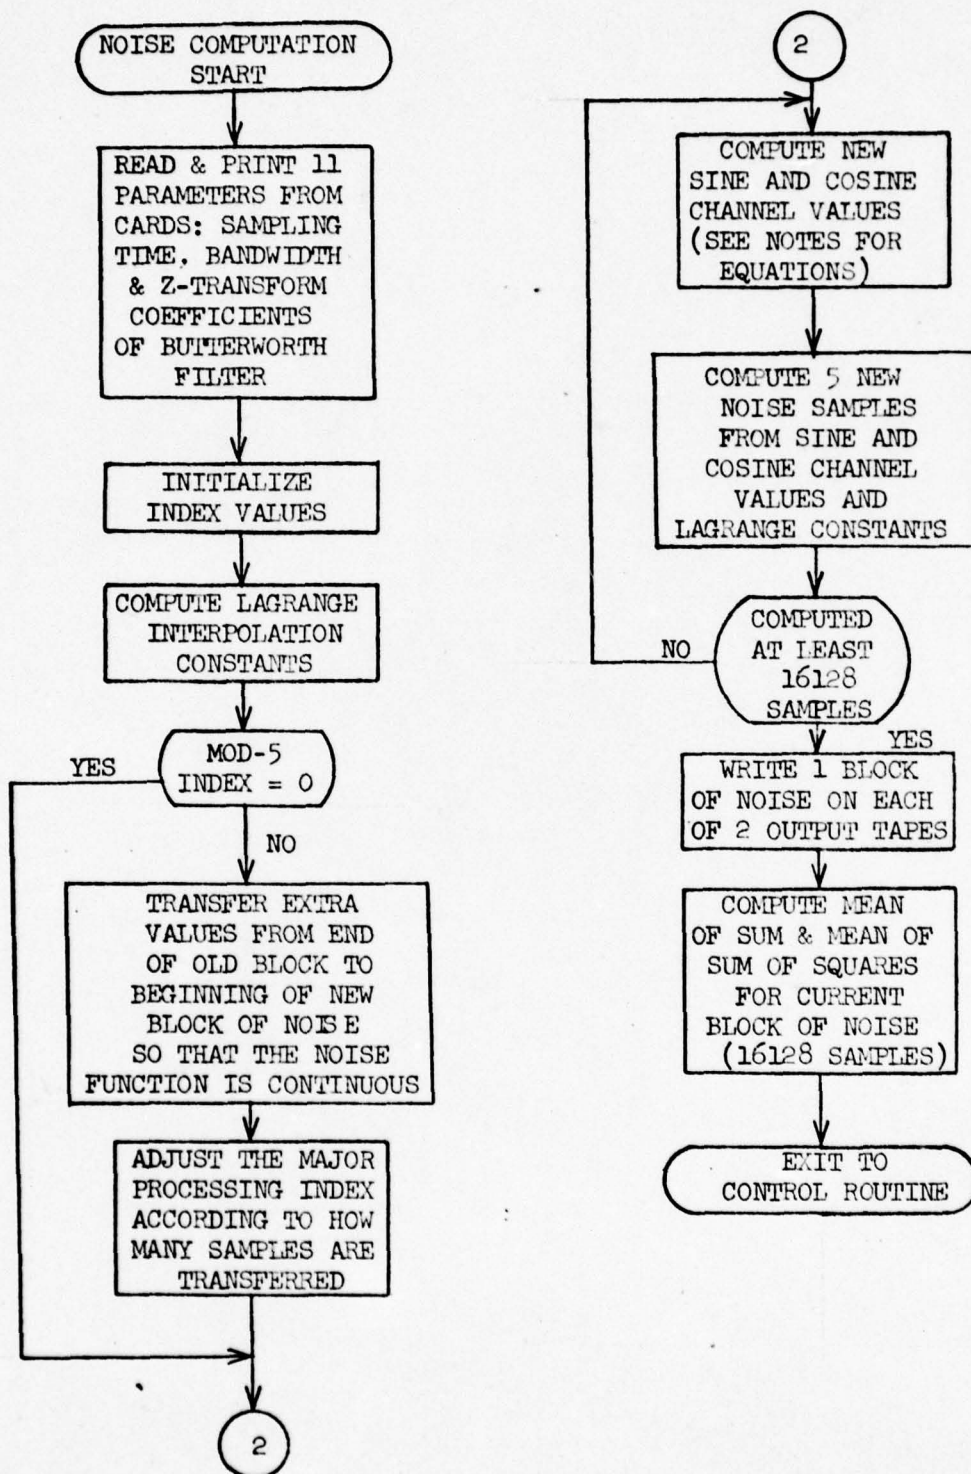 NOISE COMPUTATION
START
READ & PRINT 11
PARAMETERS FROM
CARDS: SAMPLING
TIME, BANDWIDTH
& Z-TRANSFORM
COEFFICIENTS
OF BUTTERWORTH
FILTER
INITIALIZE
INDEX VALUES
COMPUTE LAGRANGE
INTERPOLATION
CONSTANTS
MOD-5
INDEX = 0
YES
NO
TRANSFER EXTRA
VALUES FROM END
OF OLD BLOCK TO
BEGINNING OF NEW
BLOCK OF NOISE
SO THAT THE NOISE
FUNCTION IS CONTINUOUS
ADJUST THE MAJOR
PROCESSING INDEX
ACCORDING TO HOW
MANY SAMPLES ARE
TRANSFERRED
2
2
COMPUTE NEW
SINE AND COSINE
CHANNEL VALUES
(SEE NOTES FOR
EQUATIONS)
COMPUTE 5 NEW
NOISE SAMPLES
FROM SINE AND
COSINE CHANNEL
VALUES AND
LAGRANGE CONSTANTS
COMPUTED
AT LEAST
16128
SAMPLES
NO
YES
WRITE 1 BLOCK
OF NOISE ON EACH
OF 2 OUTPUT TAPES
COMPUTE MEAN
OF SUM & MEAN OF
SUM OF SQUARES
FOR CURRENT
BLOCK OF NOISE
(16128 SAMPLES)
EXIT TO
CONTROL ROUTINE